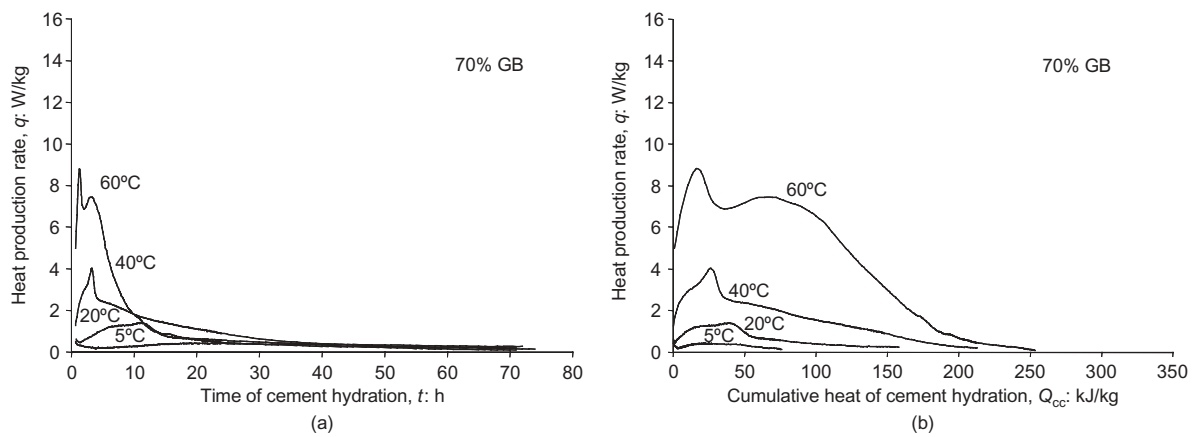 16
14
12
10
8
6
4
2
0
Heat production rate, q: W/kg
70% GB
60ºC
40ºC
20ºC
5ºC
0 10 20 30 40 50 60 70 80
Time of cement hydration, t: h
(a)
16
14
12
10
8
6
4
2
0
Heat production rate, q: W/kg
70% GB
60ºC
40ºC
20ºC
5ºC
0 50 100 150 200 250 300 350
Cumulative heat of cement hydration, Qcc: kJ/kg
(b)